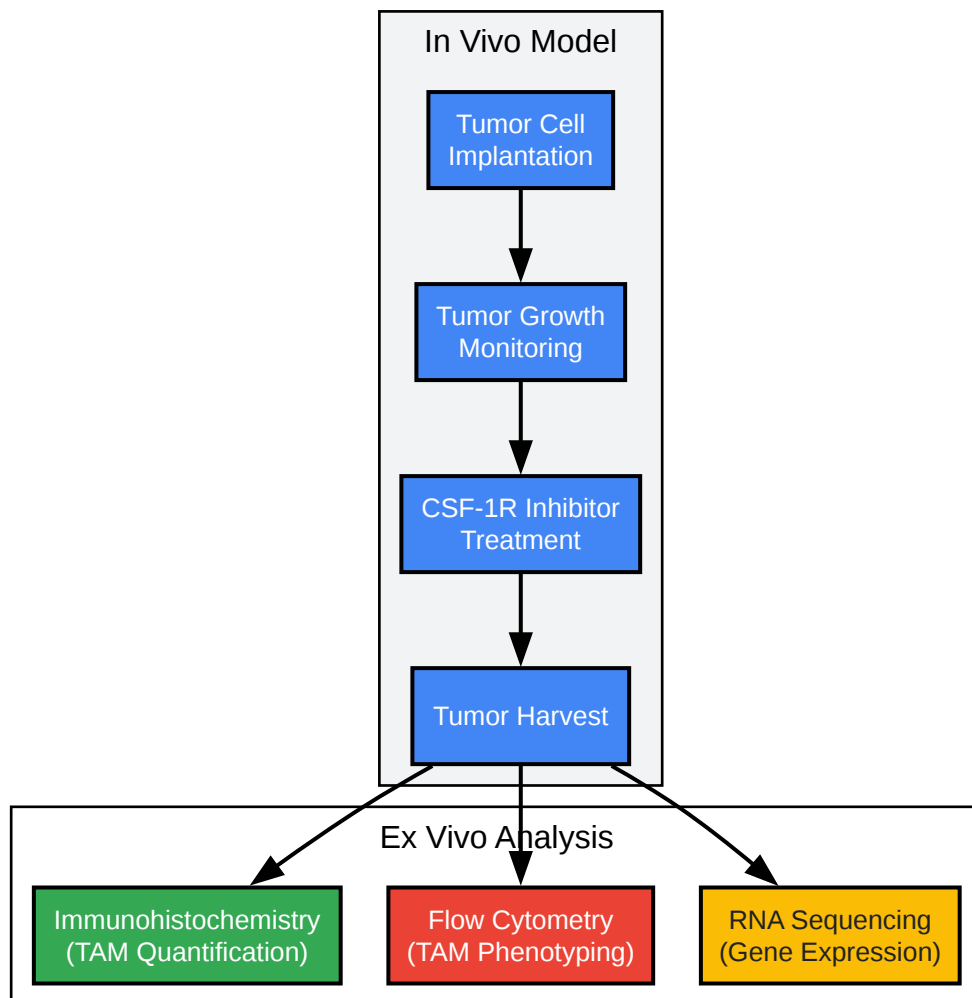 In Vivo Model
Tumor Cell
Implantation
Tumor Growth
Monitoring
CSF-1R Inhibitor
Treatment
Tumor Harvest
Ex Vivo Analysis
Immunohistochemistry
(TAM Quantification)
Flow Cytometry
(TAM Phenotyping)
RNA Sequencing
(Gene Expression)